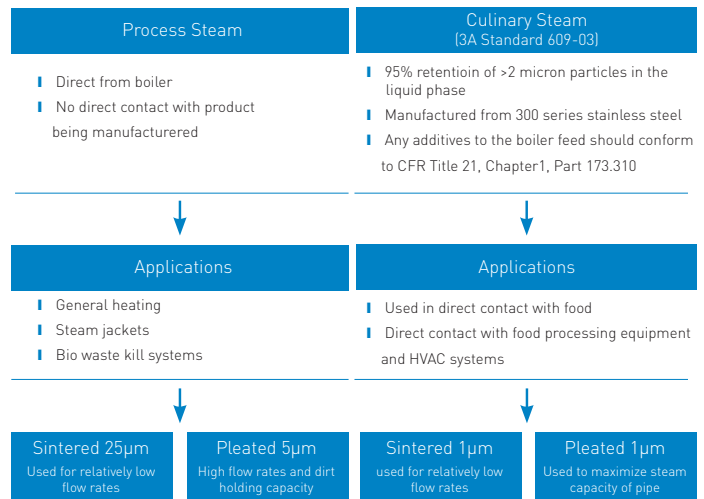 Process Steam
Direct from boiler
No direct contact with product
being manufacturered
Culinary Steam
(3A Standard 609-03)
95% retentioin of >2 micron particles in the
liquid phase
Manufactured from 300 series stainless steel
Any additives to the boiler feed should conform
to CFR Title 21, Chapter1, Part 173.310
Applications
General heating
Steam jackets
Bio waste kill systems
Applications
Used in direct contact with food
Direct contact with food processing equipment
and HVAC systems
Sintered 25µm
Used for relatively low
flow rates
Pleated 5µm
High flow rates and dirt
holding capacity
Sintered 1µm
used for relatively low
flow rates
Pleated 1µm
Used to maximize steam
capacity of pipe